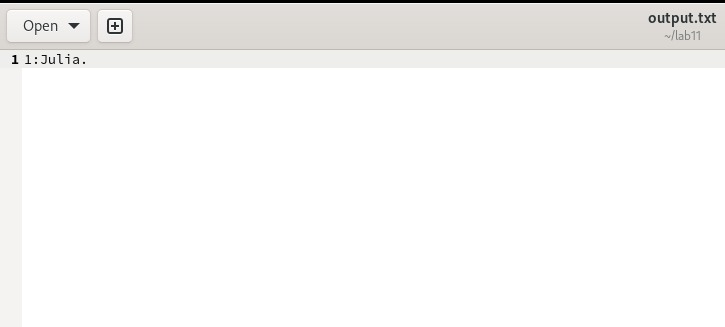 Open
output.txt
~/lab11
1 1:Julia.